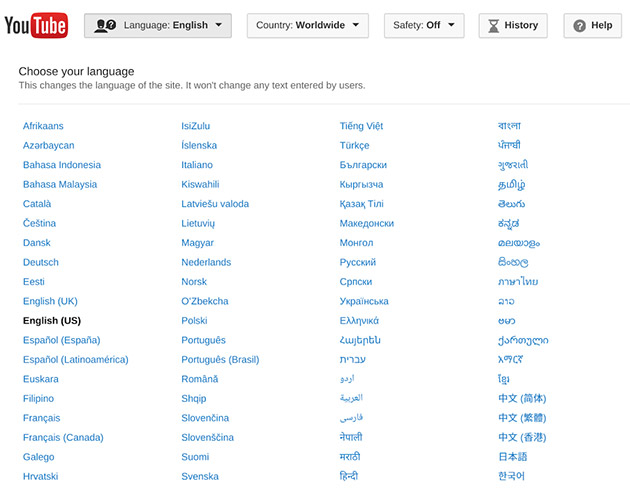 YouTube
Language: English
Country: Worldwide
Safety: Off
History
Help
Choose your language
This changes the language of the site. It won't change any text entered by users.
Afrikaans
Azərbaycan
Bahasa Indonesia
Bahasa Malaysia
Català
Čeština
Dansk
Deutsch
Eesti
English (UK)
English (US)
Español (España)
Español (Latinoamérica)
Euskara
Filipino
Français
Français (Canada)
Galego
Hrvatski
IsiZulu
Íslenska
Italiano
Kiswahili
Latviešu valoda
Lietuvių
Magyar
Nederlands
Norsk
O'Zbekcha
Polski
Português
Português (Brasil)
Română
Shqip
Slovenčina
Slovenščina
Suomi
Svenska
Tiếng Việt
Türkçe
Български
Кыргызча
Қазақ Тілі
Македонски
Монгол
Русский
Српски
Українська
Ελληνικά
Հայերեն
עברית
اردو
العربية
فارسی
नेपाली
मराठी
हिन्दी
বাংলা
ਪੰਜਾਬੀ
ગુજરાતી
தமிழ்
తెలుగు
ಕನ್ನಡ
മലയാളം
සිංහල
ภาษาไทย
ລາວ
ဗမာ
ქართული
አማርኛ
ខ្មែរ
中文 (简体)
中文 (繁體)
中文 (香港)
日本語
한국어